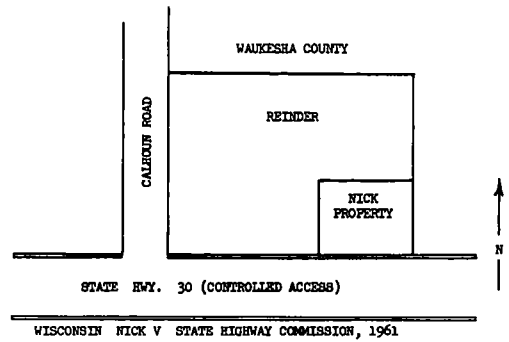 WAUKESHA COUNTY
CALHOUN ROAD
REINDER
NICK
PROPERTY
N
STATE HWY. 30 (CONTROLLED ACCESS)
WISCONSIN NICK V STATE HIGHWAY COMMISSION, 1961